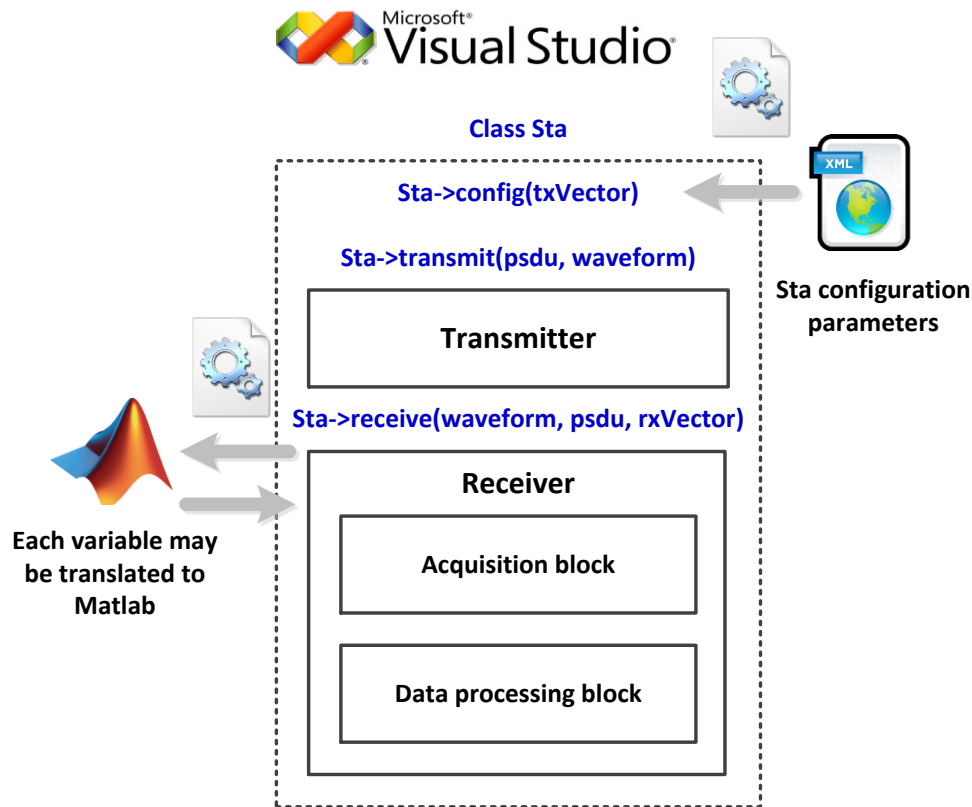 Microsoft®
Visual Studio®
Class Sta
XML
Sta->config(txVector)
Sta->transmit(psdu, waveform)
Sta configuration
parameters
Transmitter
Sta->receive(waveform, psdu, rxVector)
Receiver
Each variable may
be translated to
Matlab
Acquisition block
Data processing block